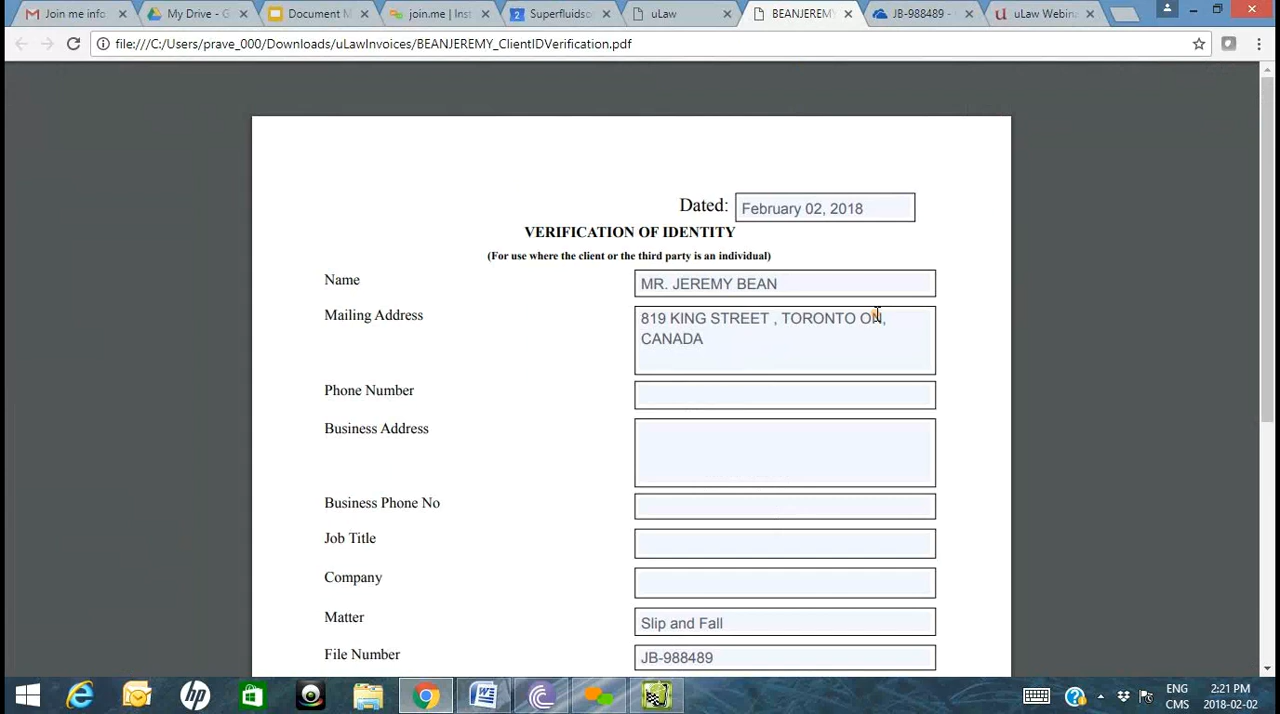 Join me info
My Drive - G
Document M
join.me | Inst
Superfluidso
uLaw
BEANJEREMY
JB-988489 -
uLaw Webina
file:///C:/Users/prave_000/Downloads/uLawInvoices/BEANJEREMY_ClientIDVerification.pdf
Dated: February 02, 2018
VERIFICATION OF IDENTITY
(For use where the client or the third party is an individual)
Name MR. JEREMY BEAN
Mailing Address 819 KING STREET , TORONTO ON,
CANADA
Phone Number
Business Address
Business Phone No
Job Title
Company
Matter Slip and Fall
File Number JB-988489
ENG 2:21 PM
CMS 2018-02-02